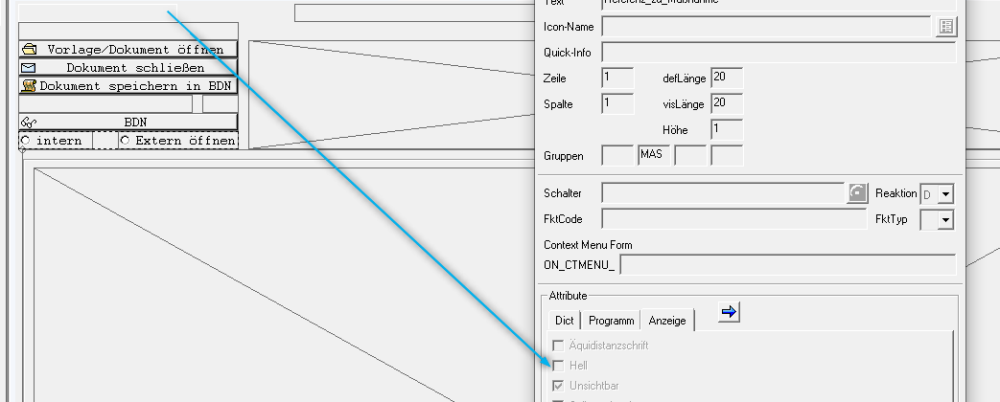 Text Referenz_zu_Maßnahme
Icon-Name
Quick-Info
Zeile 1 defLänge 20
Spalte 1 visLänge 20
Höhe 1
Gruppen MAS
Schalter Reaktion D
FktCode FktTyp
Context Menu Form
ON_CTMENU_
Attribute
Dict Programm Anzeige
Äquidistanzschrift
Hell
Unsichtbar
Vorlage/Dokument öffnen
Dokument schließen
Dokument speichern in BDN
BDN
intern Extern öffnen